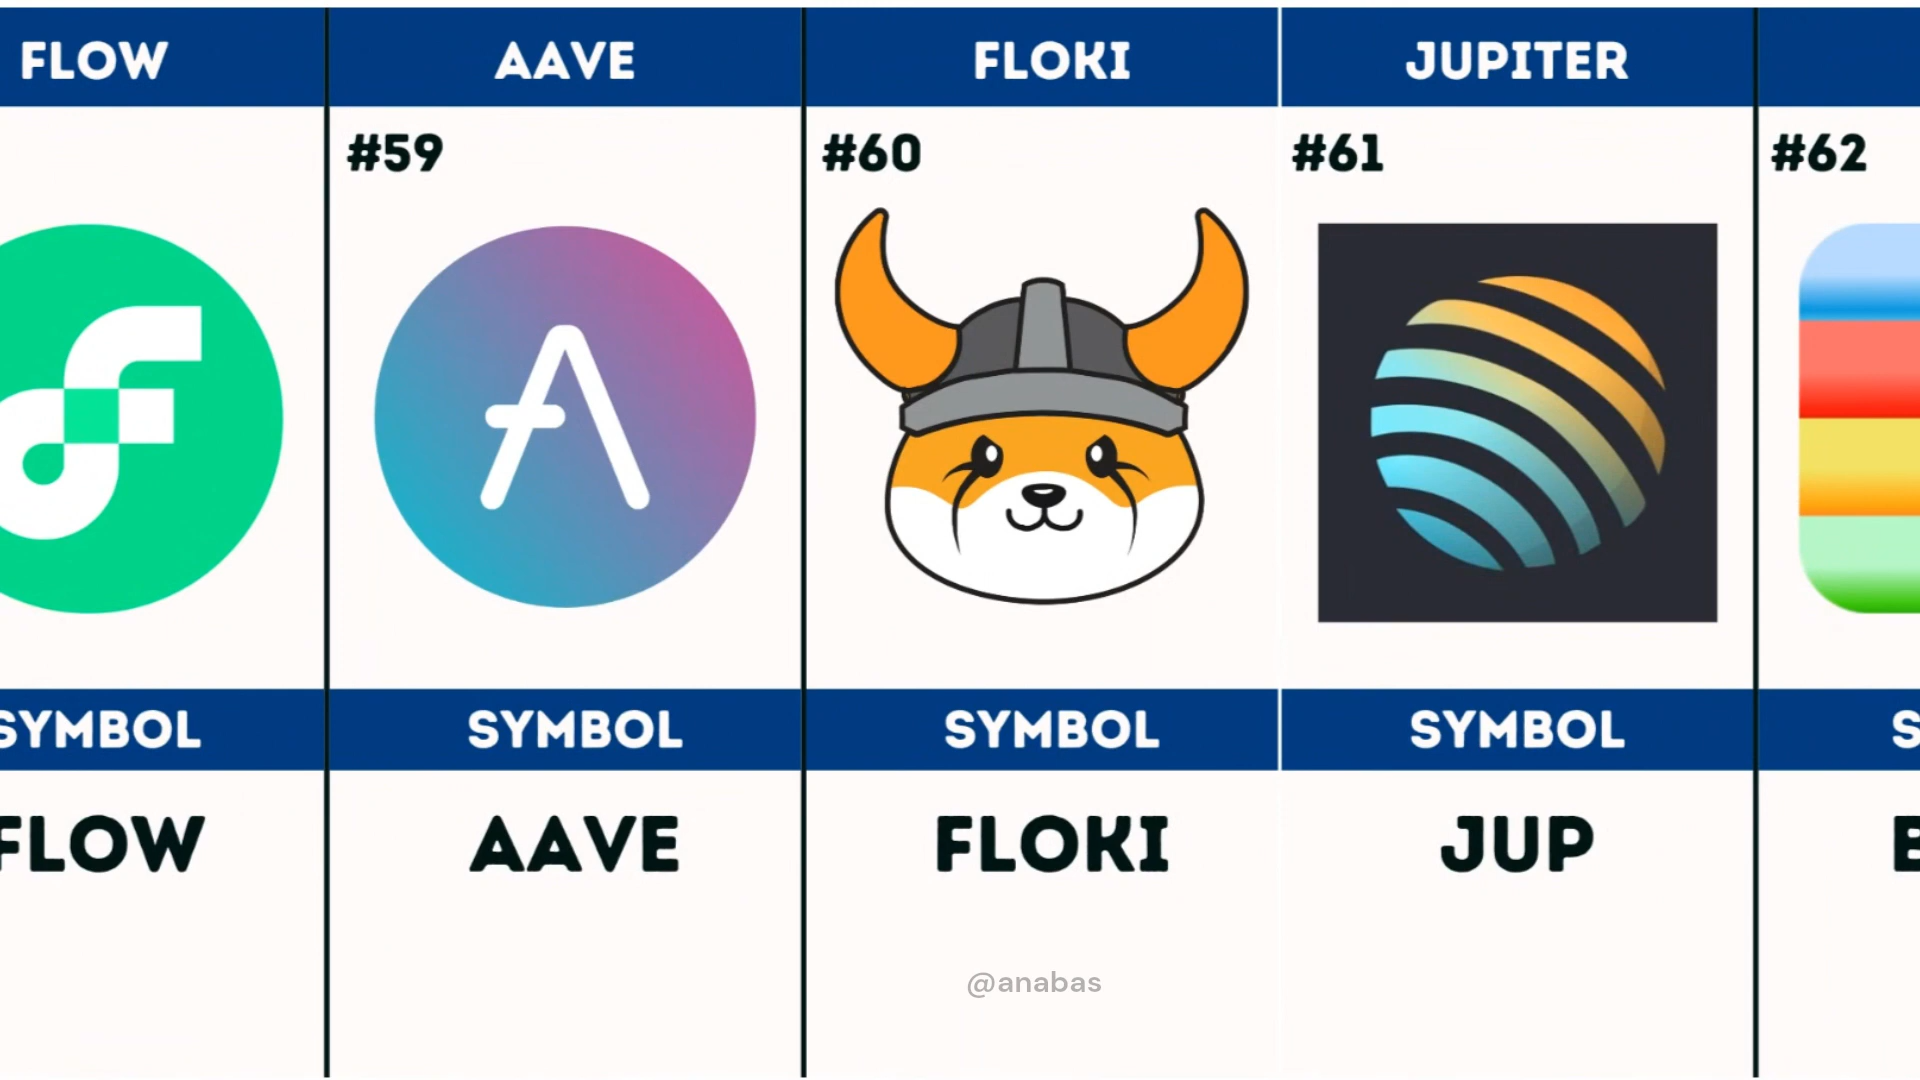 FLOW
AAVE
FLOKI
JUPITER
#59
#60
#61
#62
SYMBOL
SYMBOL
SYMBOL
SYMBOL
S
FLOW
AAVE
FLOKI
JUP
B
@anabas